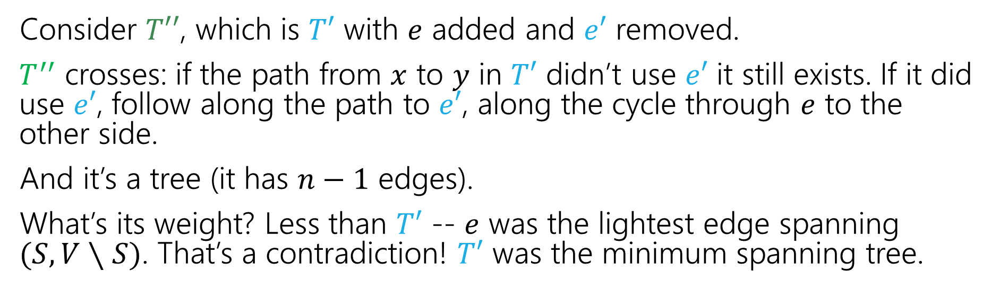 Consider T′′, which is T′ with e added and e′ removed.
T′′ crosses: if the path from x to y in T′ didn’t use e′ it still exists. If it did
use e′, follow along the path to e′, along the cycle through e to the
other side.
And it’s a tree (it has n − 1 edges).
What’s its weight? Less than T′ -- e was the lightest edge spanning
(S, V \ S). That’s a contradiction! T′ was the minimum spanning tree.